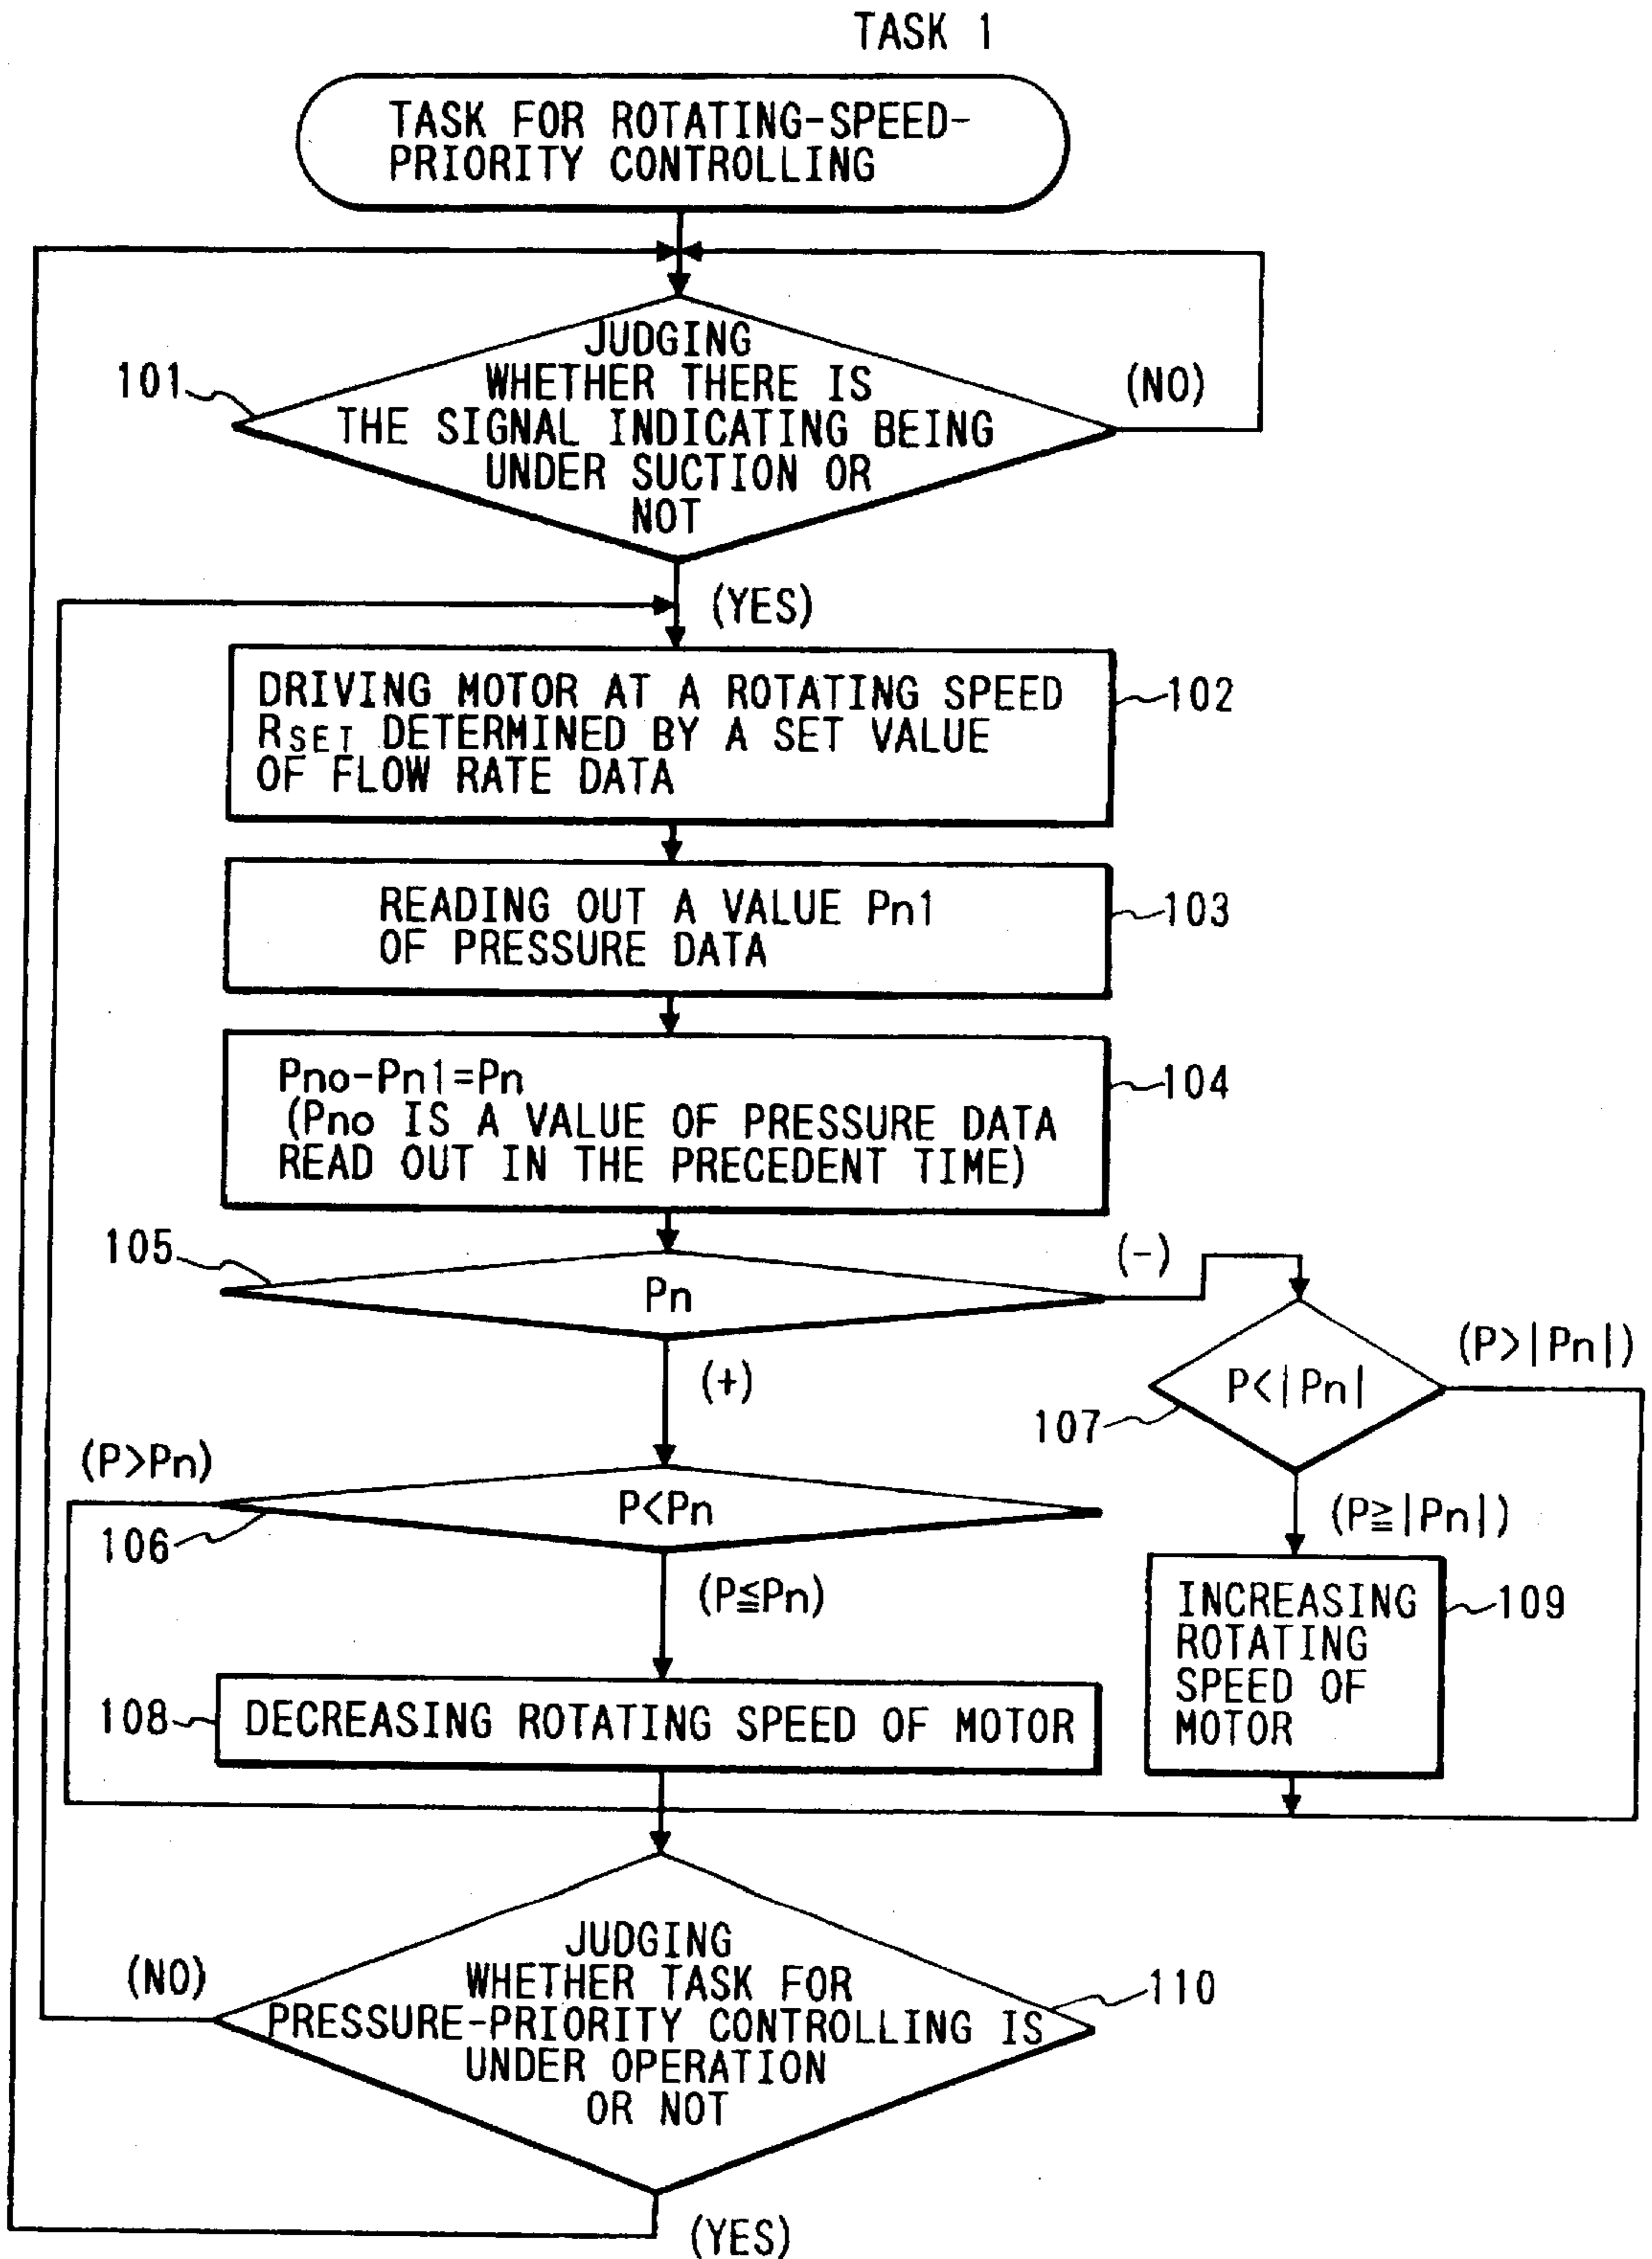 TASK 1
TASK FOR ROTATING-SPEED-
PRIORITY CONTROLLING
101
JUDGING
WHETHER THERE IS
THE SIGNAL INDICATING BEING
UNDER SUCTION OR
NOT
(NO)
(YES)
DRIVING MOTOR AT A ROTATING SPEED
RSET DETERMINED BY A SET VALUE
OF FLOW RATE DATA
102
READING OUT A VALUE Pn1
OF PRESSURE DATA
103
Pno-Pn1=Pn
(Pno IS A VALUE OF PRESSURE DATA
READ OUT IN THE PRECEDENT TIME)
104
105
Pn
(-)
(+)
P<|Pn|
(P>|Pn|)
107
(P≧|Pn|)
(P>Pn)
P<Pn
106
(P≦Pn)
INCREASING
ROTATING
SPEED OF
MOTOR
109
108
DECREASING ROTATING SPEED OF MOTOR
JUDGING
WHETHER TASK FOR
PRESSURE-PRIORITY CONTROLLING IS
UNDER OPERATION
OR NOT
(NO)
110
(YES)